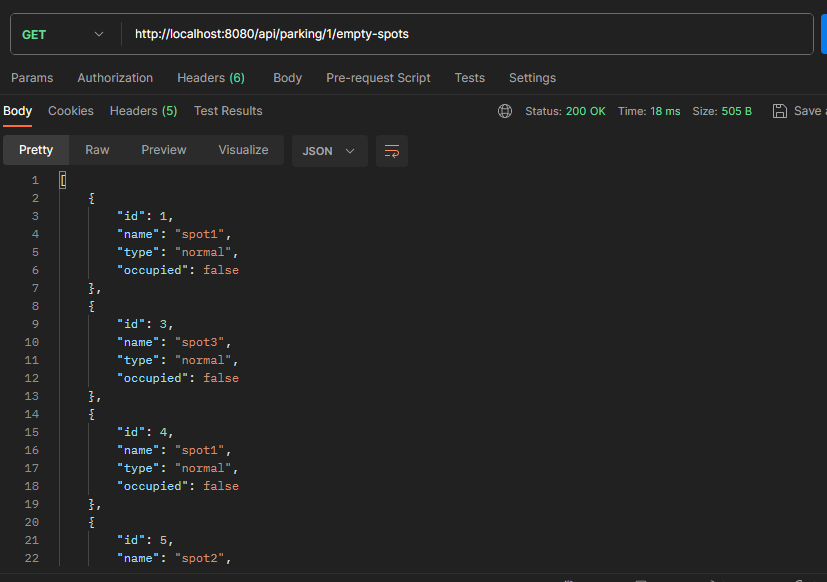 GET http://localhost:8080/api/parking/1/empty-spots
Params Authorization Headers (6) Body Pre-request Script Tests Settings
Body Cookies Headers (5) Test Results Status: 200 OK Time: 18 ms Size: 505 B Save
Pretty Raw Preview Visualize JSON
1 [
2 {
3 "id": 1,
4 "name": "spot1",
5 "type": "normal",
6 "occupied": false
7 },
8 {
9 "id": 3,
10 "name": "spot3",
11 "type": "normal",
12 "occupied": false
13 },
14 {
15 "id": 4,
16 "name": "spot1",
17 "type": "normal",
18 "occupied": false
19 },
20 {
21 "id": 5,
22 "name": "spot2",